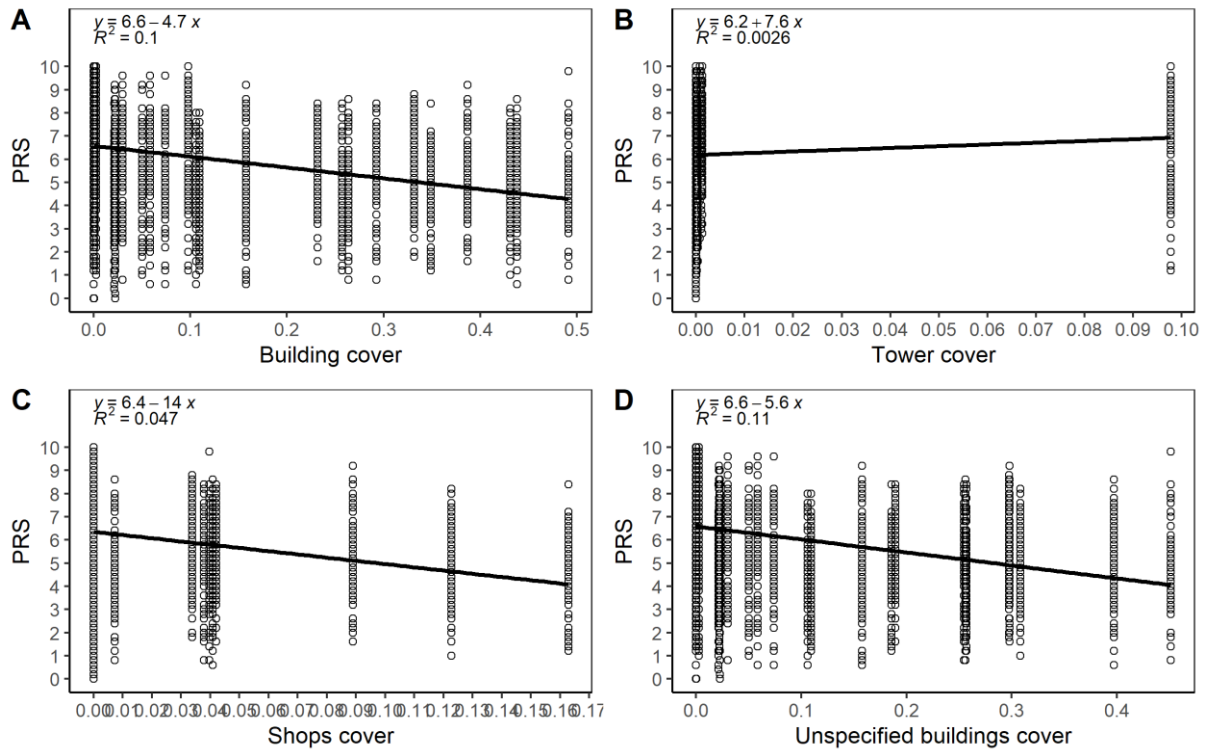 A
y = 6.6 − 4.7 x
R² = 0.1
PRS
10
9
8
7
6
5
4
3
2
1
0
0.0 0.1 0.2 0.3 0.4 0.5
Building cover
B
y = 6.2 + 7.6 x
R² = 0.0026
PRS
10
9
8
7
6
5
4
3
2
1
0
0.00 0.01 0.02 0.03 0.04 0.05 0.06 0.07 0.08 0.09 0.10
Tower cover
C
y = 6.4 − 14 x
R² = 0.047
PRS
10
9
8
7
6
5
4
3
2
1
0
0.00 0.01 0.02 0.03 0.04 0.05 0.06 0.07 0.08 0.09 0.10 0.11 0.12 0.13 0.14 0.15 0.16 0.17
Shops cover
D
y = 6.6 − 5.6 x
R² = 0.11
PRS
10
9
8
7
6
5
4
3
2
1
0
0.0 0.1 0.2 0.3 0.4
Unspecified buildings cover